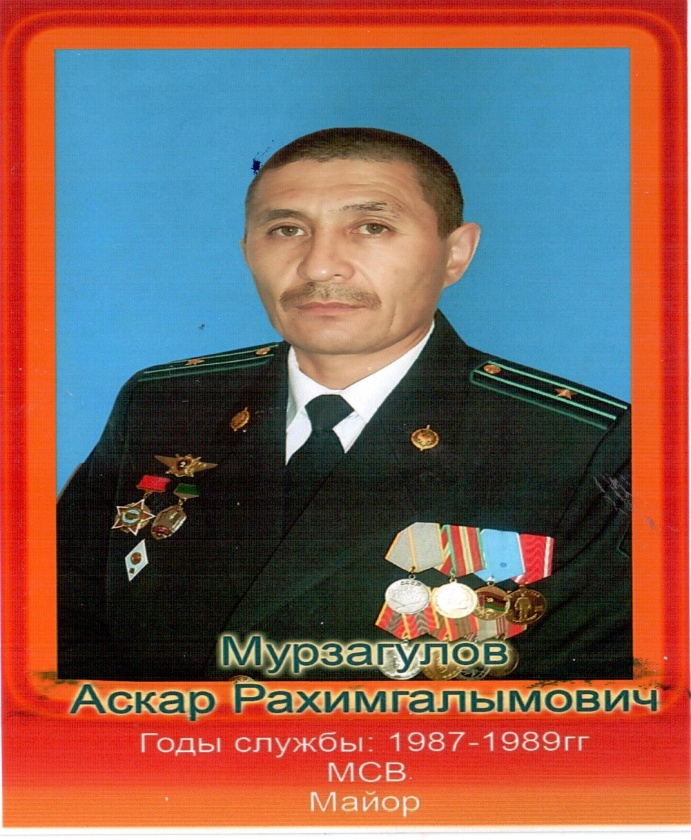 Мурзагулов
Аскар Рахимгалымович
Годы службы: 1987-1989гг
МСВ
Майор